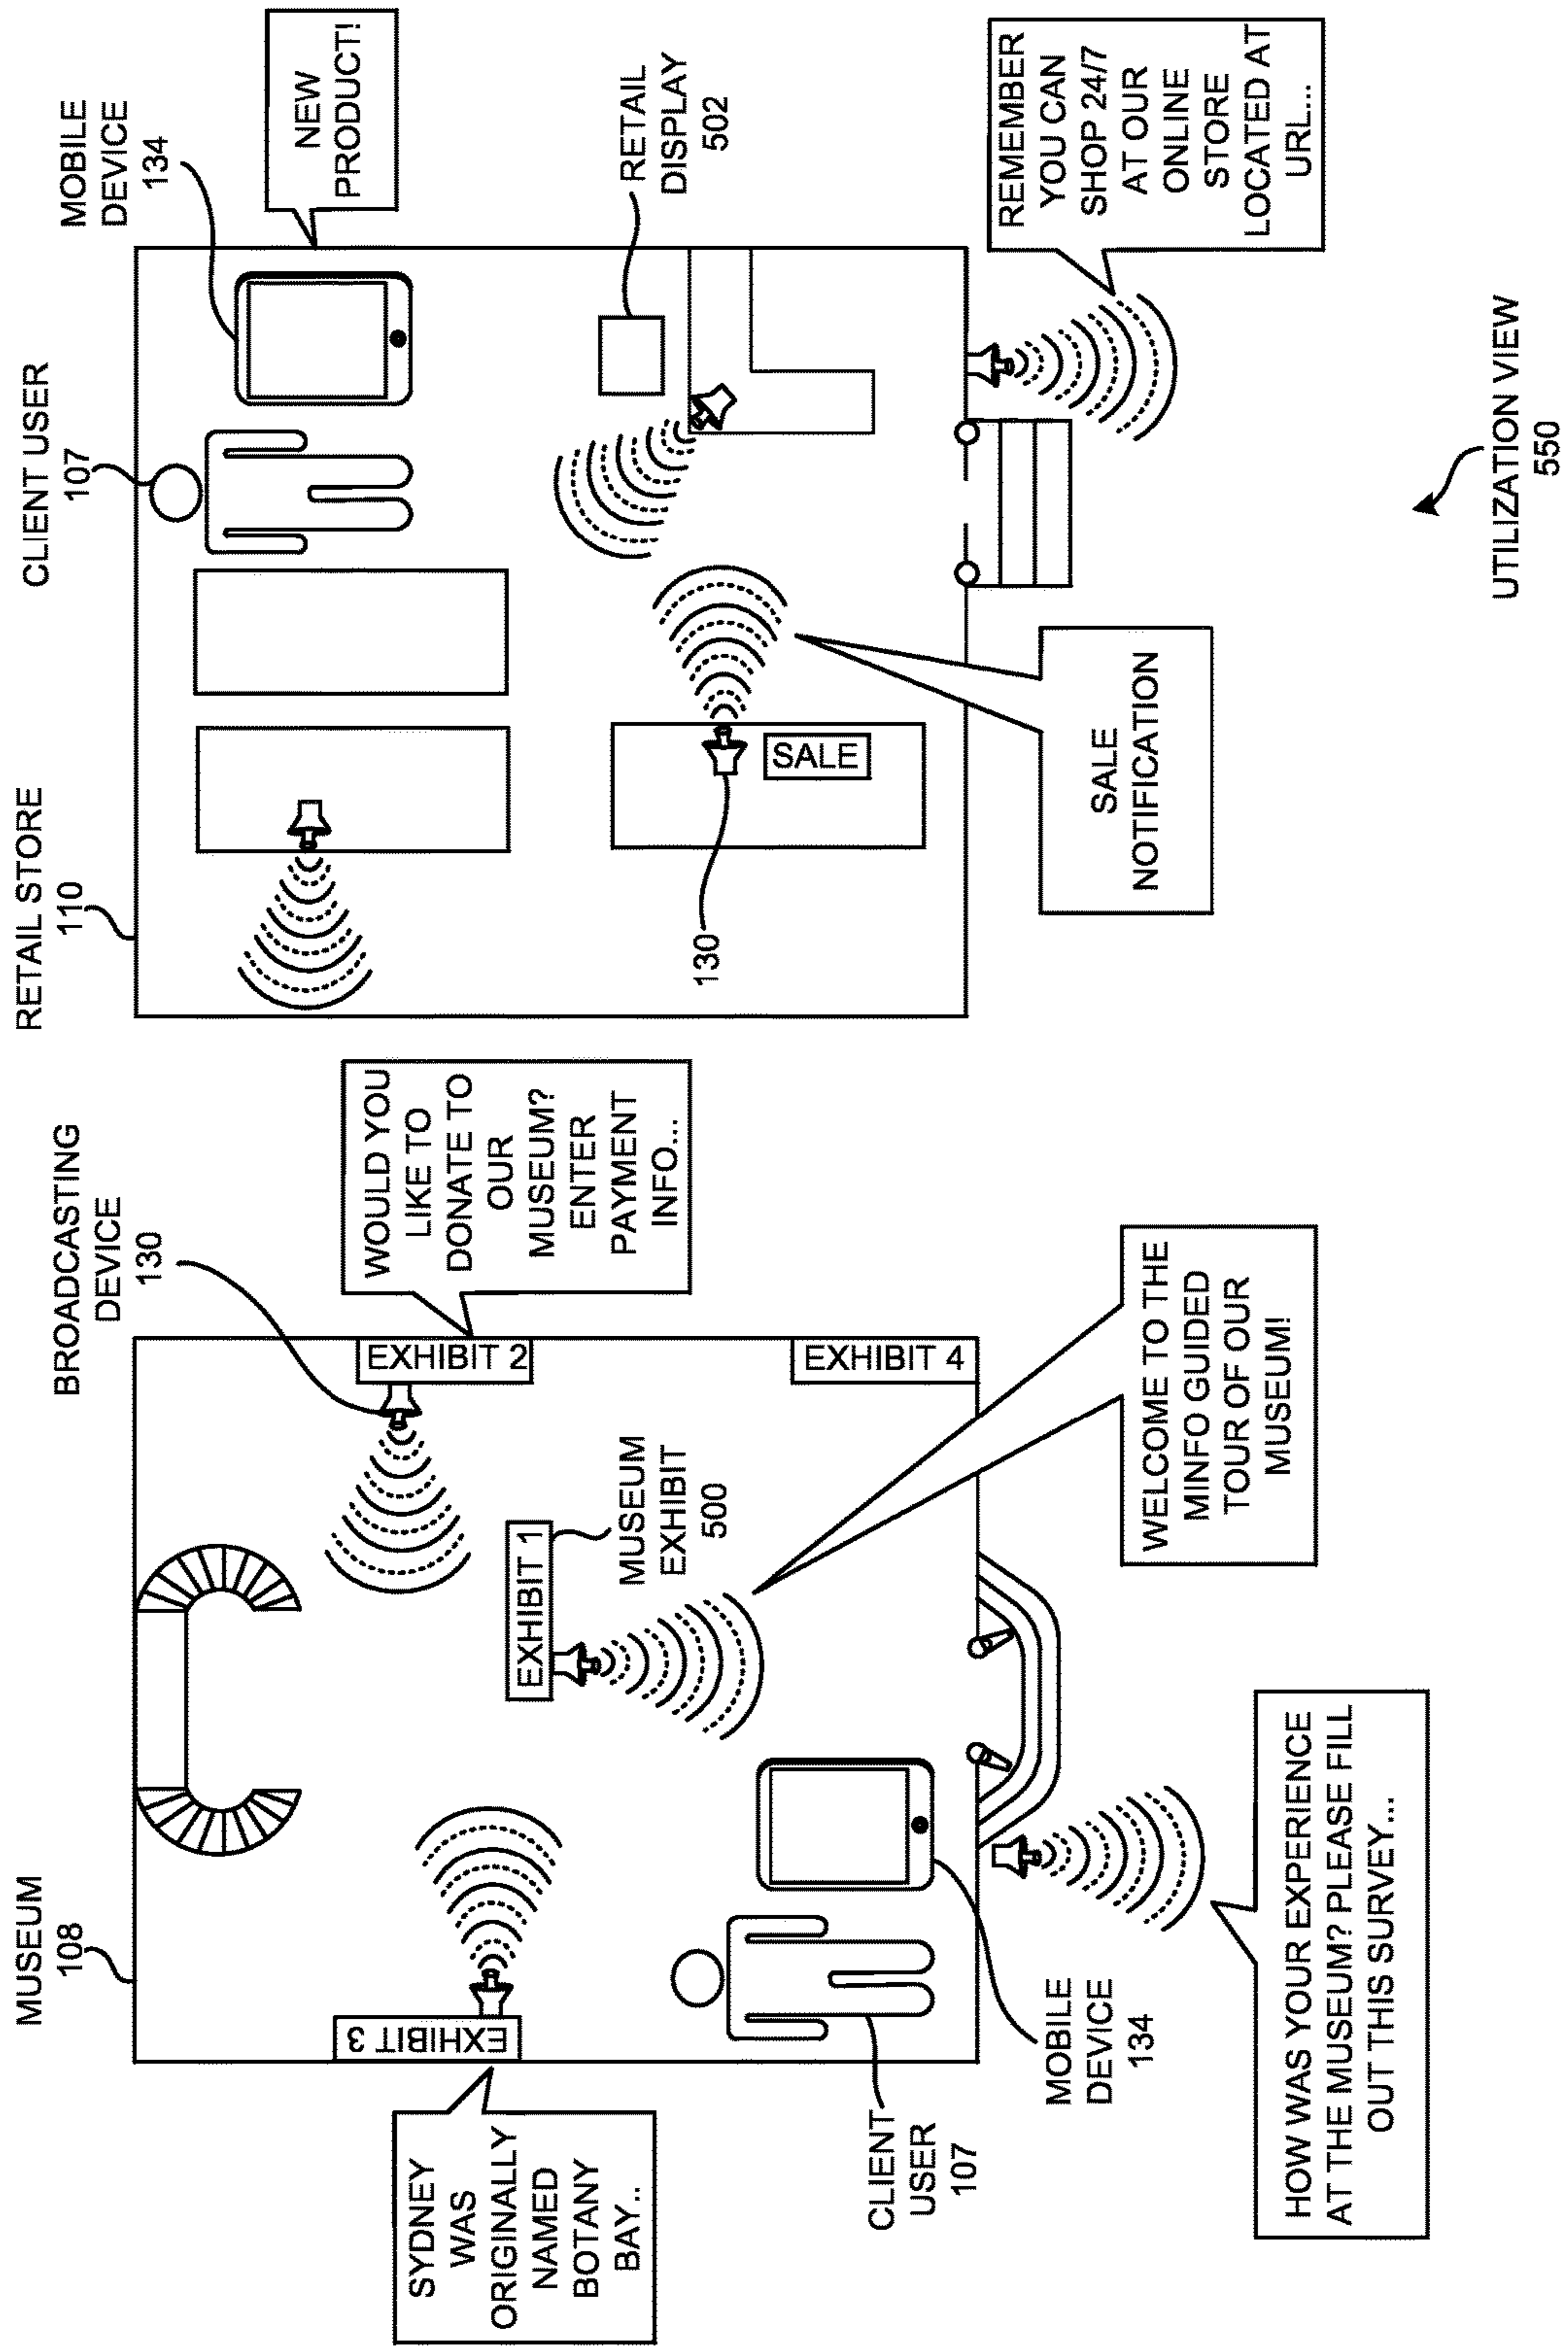 MUSEUM
108
BROADCASTING
DEVICE
130
EXHIBIT 3
SYDNEY
WAS
ORIGINALLY
NAMED
BOTANY
BAY..
EXHIBIT 2
WOULD YOU
LIKE TO
DONATE TO
OUR
MUSEUM?
ENTER
PAYMENT
INFO...
EXHIBIT 1
MUSEUM
EXHIBIT
500
EXHIBIT 4
CLIENT
USER
107
MOBILE
DEVICE
134
WELCOME TO THE
MINFO GUIDED
TOUR OF OUR
MUSEUM!
HOW WAS YOUR EXPERIENCE
AT THE MUSEUM? PLEASE FILL
OUT THIS SURVEY...
RETAIL STORE
110
CLIENT USER
107
MOBILE
DEVICE
134
NEW
PRODUCT!
RETAIL
DISPLAY
502
130
SALE
SALE
NOTIFICATION
REMEMBER
YOU CAN
SHOP 24/7
AT OUR
ONLINE
STORE
LOCATED AT
URL...
UTILIZATION VIEW
550